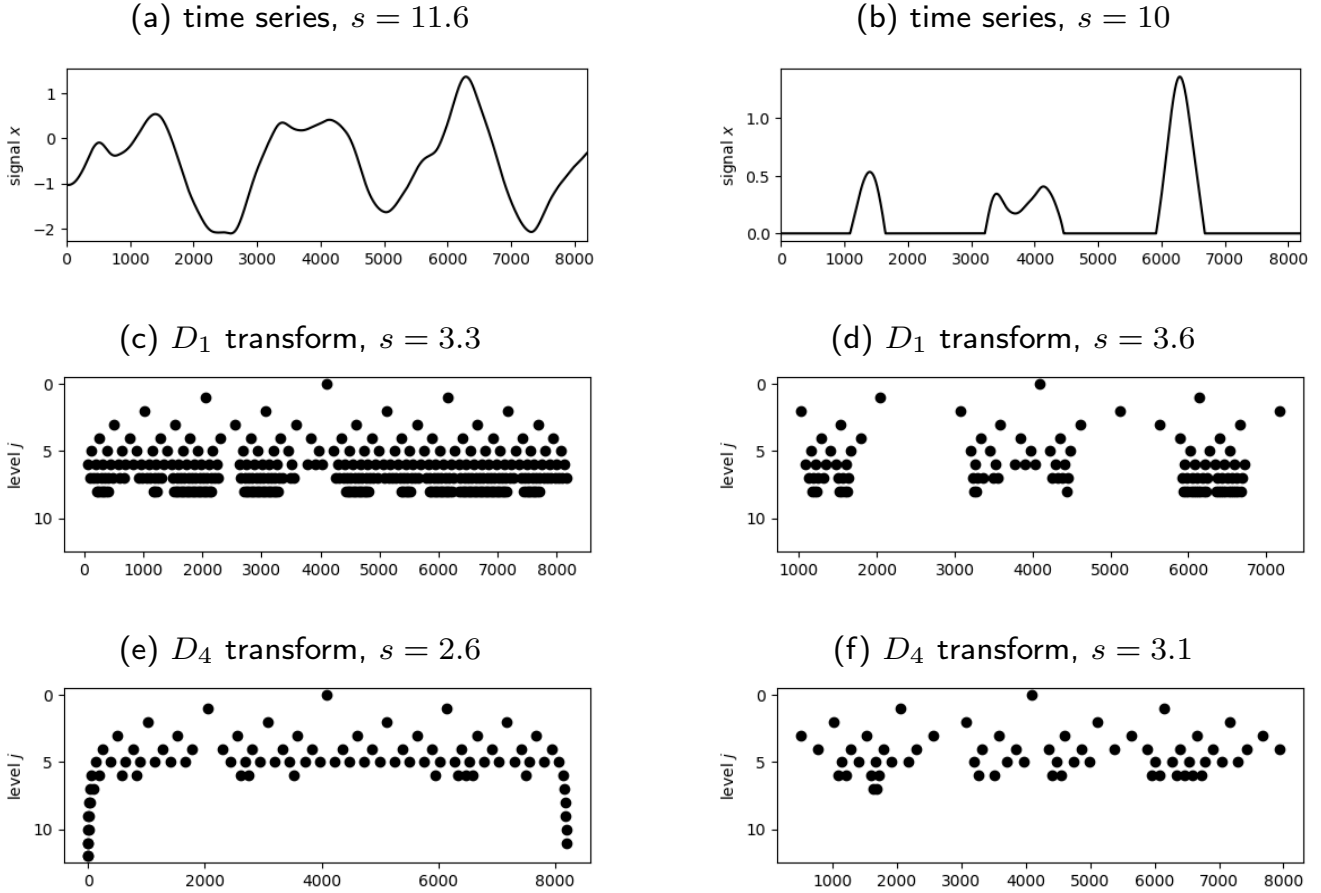 (a) time series, s = 11.6
(b) time series, s = 10
signal x
1
0
−1
−2
0 1000 2000 3000 4000 5000 6000 7000 8000
signal x
1.0
0.5
0.0
0 1000 2000 3000 4000 5000 6000 7000 8000
(c) D₁ transform, s = 3.3
(d) D₁ transform, s = 3.6
level j
0
5
10
0 1000 2000 3000 4000 5000 6000 7000 8000
level j
0
5
10
1000 2000 3000 4000 5000 6000 7000
(e) D₄ transform, s = 2.6
(f) D₄ transform, s = 3.1
level j
0
5
10
0 2000 4000 6000 8000
level j
0
5
10
1000 2000 3000 4000 5000 6000 7000 8000